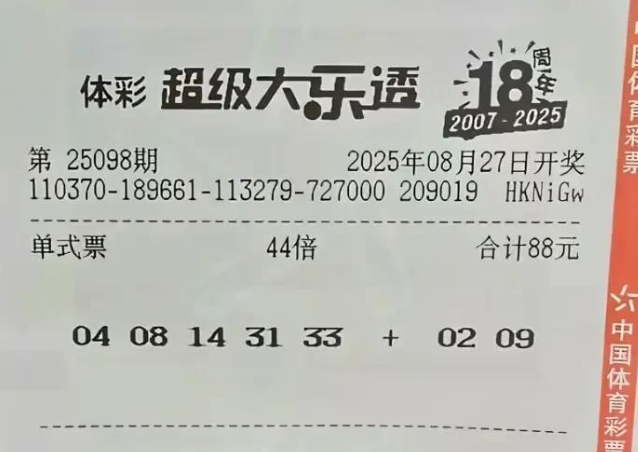 体彩 超级大乐透 18周年
2007-2025
第 25098期 2025年08月27日开奖
110370-189661-113279-727000 209019 HKNiGw
单式票 44倍 合计88元
04 08 14 31 33 + 02 09
中国体育彩票
中国体育彩票